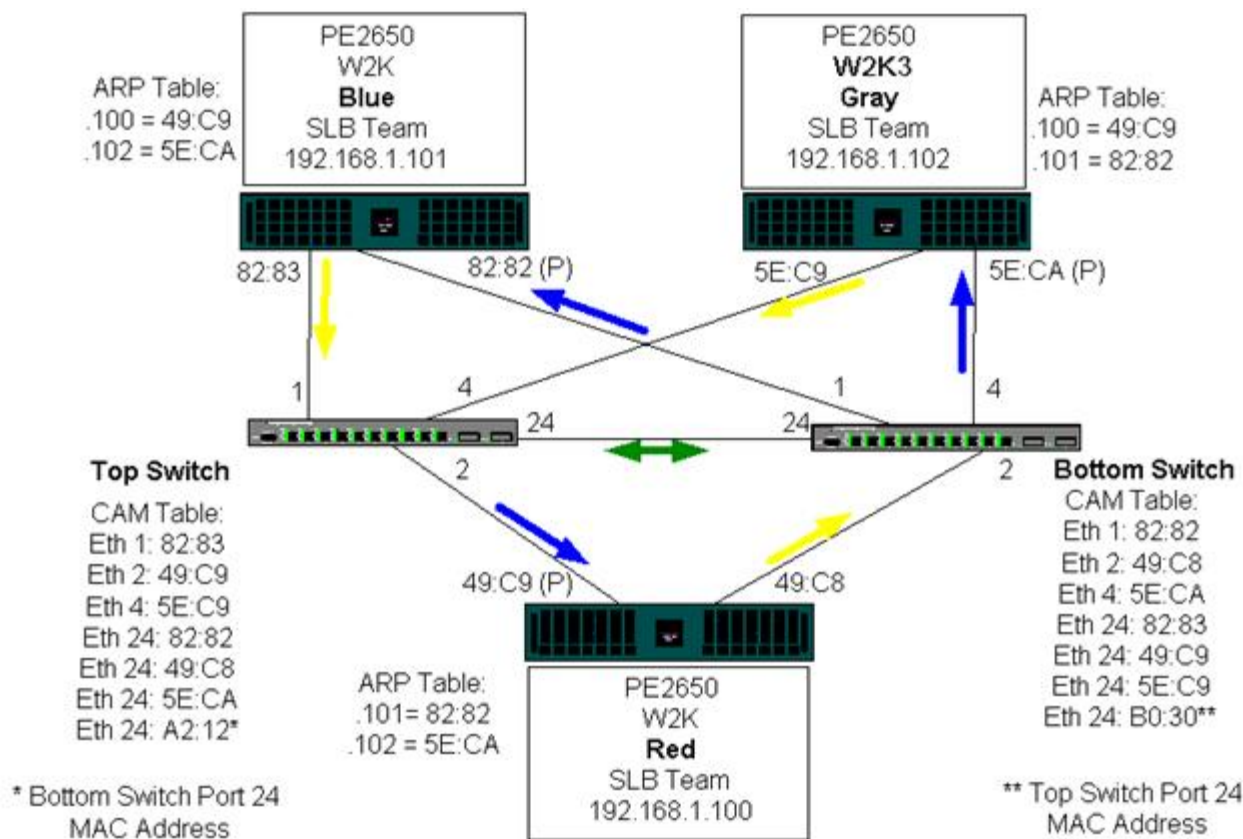 PE2650
W2K
Blue
SLB Team
192.168.1.101
ARP Table:
.100 = 49:C9
.102 = 5E:CA
PE2650
W2K3
Gray
SLB Team
192.168.1.102
ARP Table:
.100 = 49:C9
.101 = 82:82
82:83
82:82 (P)
5E:C9
5E:CA (P)
1
4
1
4
24
24
2
2
Top Switch
CAM Table:
Eth 1: 82:83
Eth 2: 49:C9
Eth 4: 5E:C9
Eth 24: 82:82
Eth 24: 49:C8
Eth 24: 5E:CA
Eth 24: A2:12*
* Bottom Switch Port 24
MAC Address
Bottom Switch
CAM Table:
Eth 1: 82:82
Eth 2: 49:C8
Eth 4: 5E:CA
Eth 24: 82:83
Eth 24: 49:C9
Eth 24: 5E:C9
Eth 24: B0:30**
** Top Switch Port 24
MAC Address
49:C9 (P)
49:C8
ARP Table:
.101= 82:82
.102 = 5E:CA
PE2650
W2K
Red
SLB Team
192.168.1.100